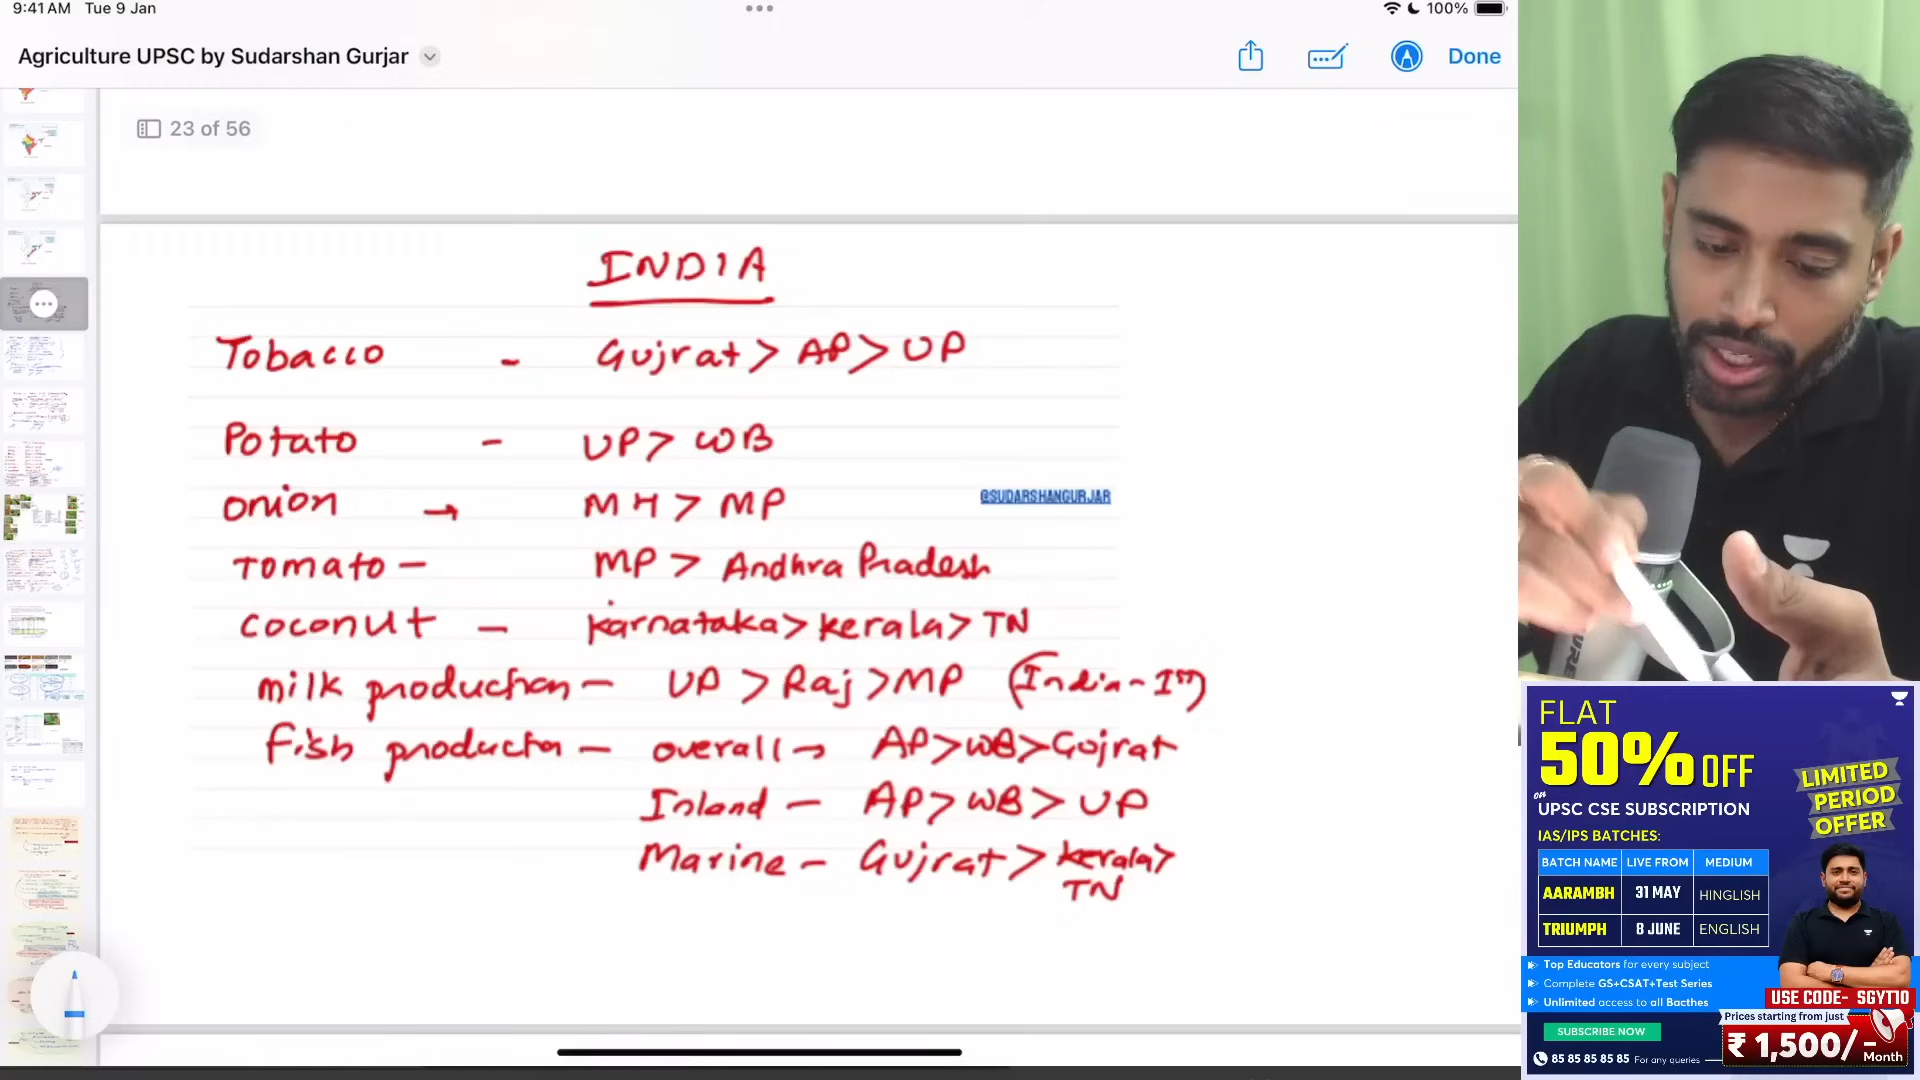 9:41 AM Tue 9 Jan
100%
Agriculture UPSC by Sudarshan Gurjar
Done
23 of 56
INDIA
Tobacco - Gujrat > AP > UP
Potato - UP > WB
onion → MH > MP
@SUDARSHANGURJAR
Tomato - MP > Andhra Pradesh
coconut - karnataka > kerala > TN
milk production - UP > Raj > MP (India - 1st)
fish producton - overall → AP > WB > Gujrat
Inland - AP > WB > UP
Marine - Gujrat > kerala >
TN
FLAT
50% OFF
on UPSC CSE SUBSCRIPTION
LIMITED
PERIOD
OFFER
IAS/IPS BATCHES:
BATCH NAME LIVE FROM MEDIUM
AARAMBH 31 MAY HINGLISH
TRIUMPH 8 JUNE ENGLISH
Top Educators for every subject
Complete GS+CSAT+Test Series
Unlimited access to all Bacthes
USE CODE- SGYT10
SUBSCRIBE NOW
Prices starting from just
₹ 1,500/- Month
85 85 85 85 85 For any queries